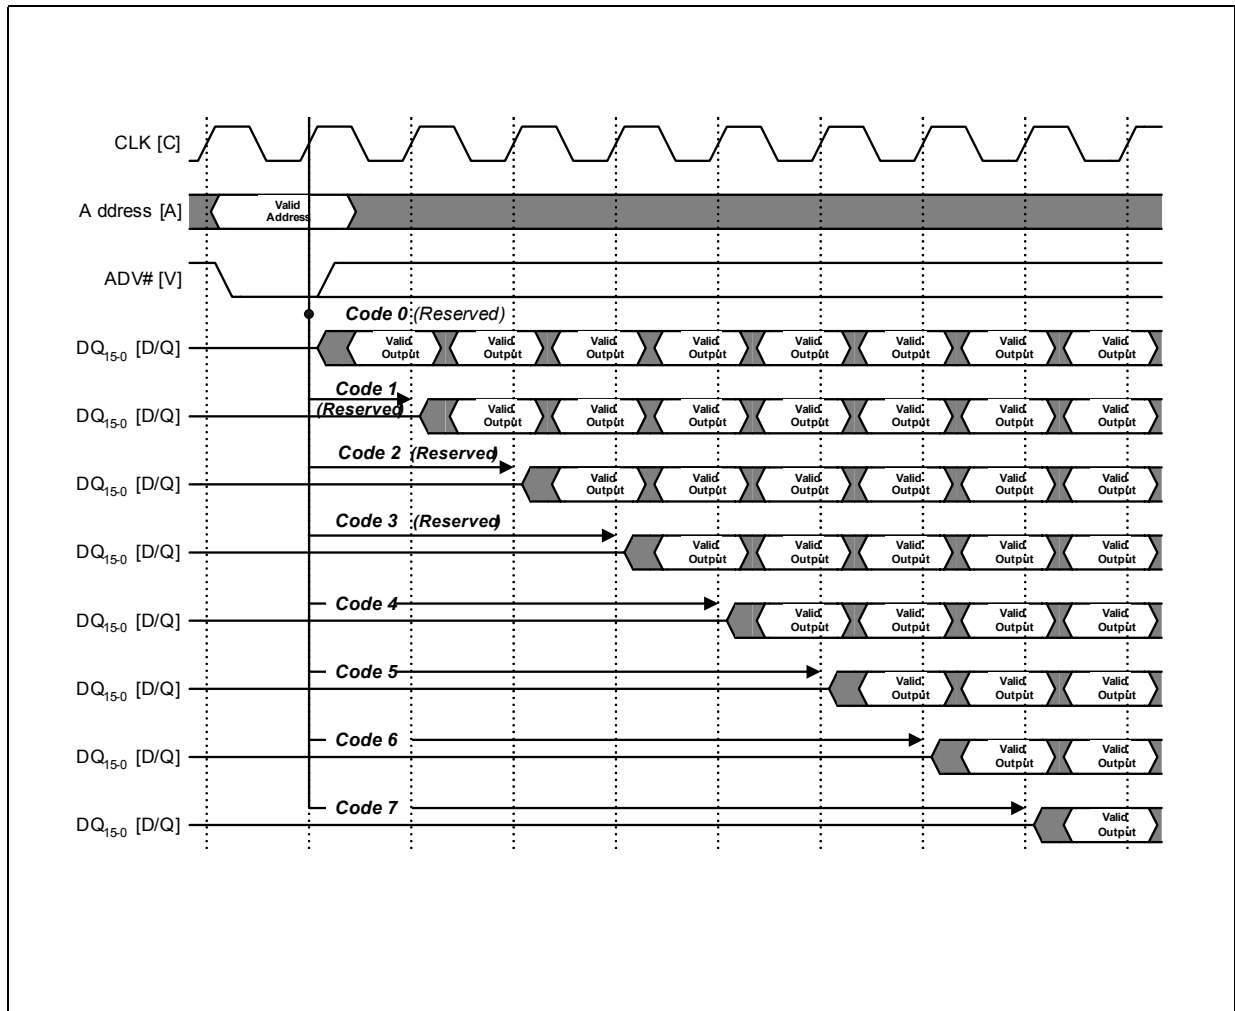 CLK [C]
A ddress [A]
Valid
Address
ADV# [V]
Code 0 (Reserved)
DQ15-0 [D/Q]
Valid Output Valid Output Valid Output Valid Output Valid Output Valid Output Valid Output Valid Output
Code 1
(Reserved)
DQ15-0 [D/Q]
Valid Output Valid Output Valid Output Valid Output Valid Output Valid Output Valid Output
Code 2 (Reserved)
DQ15-0 [D/Q]
Valid Output Valid Output Valid Output Valid Output Valid Output Valid Output
Code 3 (Reserved)
DQ15-0 [D/Q]
Valid Output Valid Output Valid Output Valid Output Valid Output
Code 4
DQ15-0 [D/Q]
Valid Output Valid Output Valid Output Valid Output
Code 5
DQ15-0 [D/Q]
Valid Output Valid Output Valid Output
Code 6
DQ15-0 [D/Q]
Valid Output Valid Output
Code 7
DQ15-0 [D/Q]
Valid Output